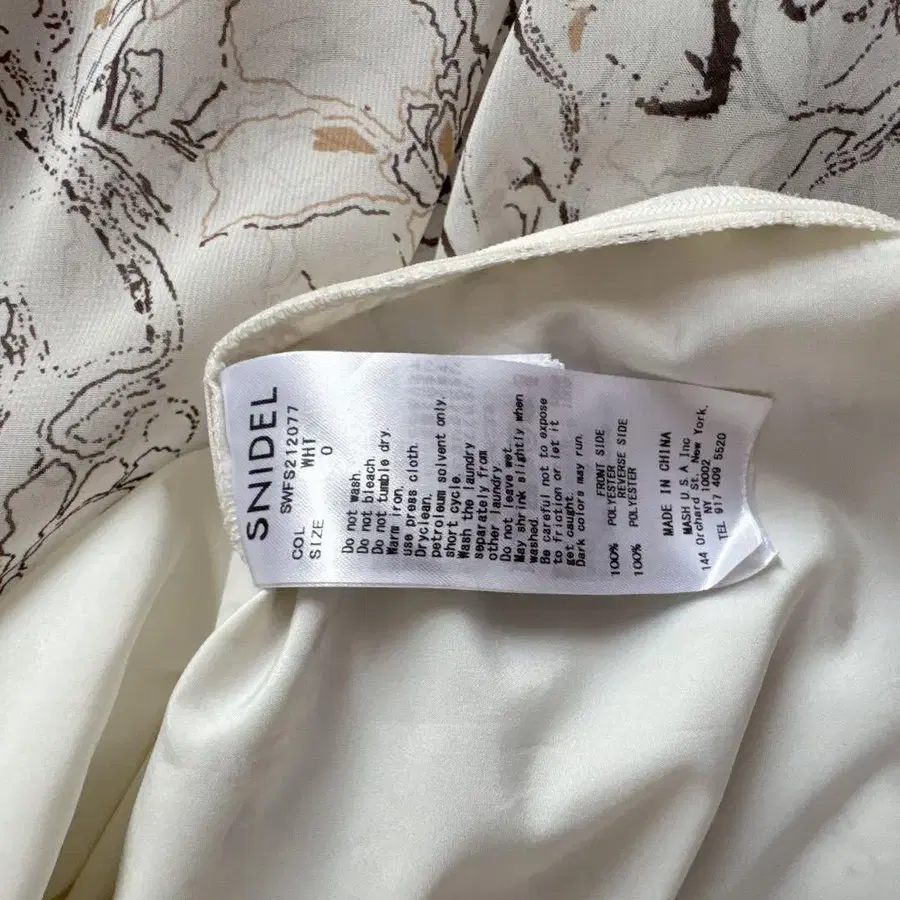 SNIDEL
SWFS212077
COL WHT
SIZE 0
Do not wash.
Do not bleach.
Do not tumble dry.
Warm iron.
use press cloth.
Dryclean.
petroleum solvent only.
short cycle.
Wash the laundry
separately from
other laundry.
Do not leave wet.
May shrink slightly when
washed.
Be careful not to expose
to friction or let it
get caught.
Dark colors may run.
FRONT SIDE
100% POLYESTER
REVERSE SIDE
100% POLYESTER
MADE IN CHINA
MASH U.S.A Inc
144 Orchard St. New York,
NY 10002
TEL 917 409 5520